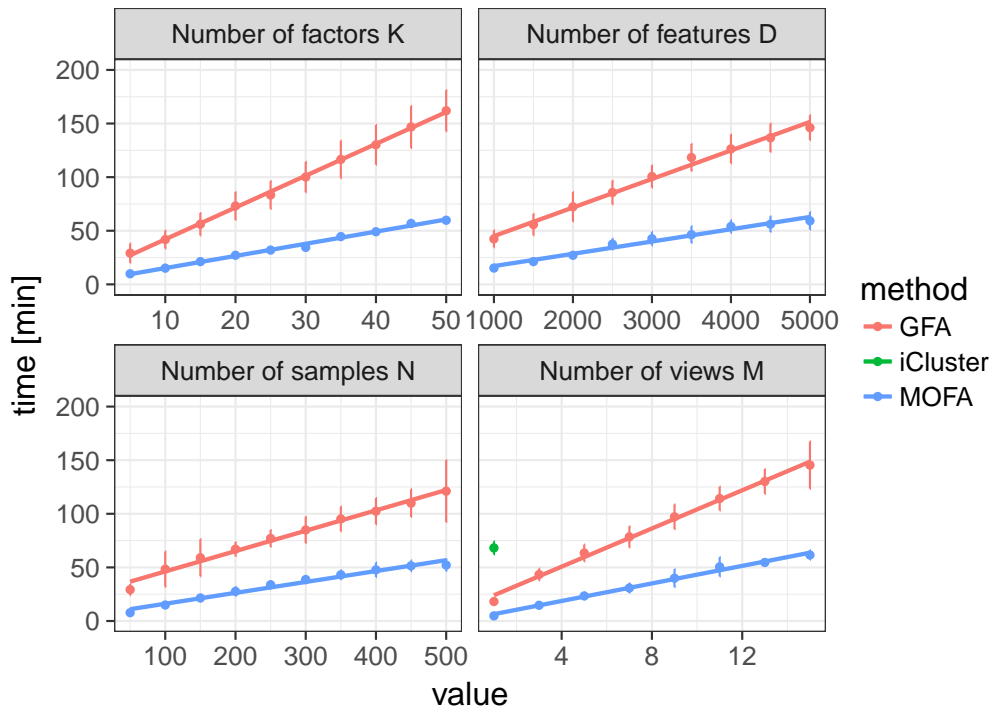 Number of factors K
Number of features D
200
150
100
50
0
10 20 30 40 50
1000 2000 3000 4000 5000
Number of samples N
Number of views M
200
150
100
50
0
100 200 300 400 500
4 8 12
time [min]
value
method
GFA
iCluster
MOFA